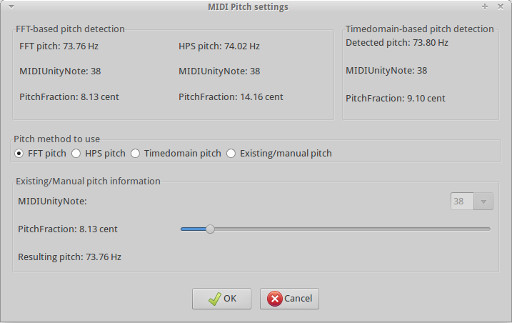 MIDI Pitch settings
FFT-based pitch detection
FFT pitch: 73.76 Hz
HPS pitch: 74.02 Hz
MIDIUnityNote: 38
MIDIUnityNote: 38
PitchFraction: 8.13 cent
PitchFraction: 14.16 cent
Timedomain-based pitch detection
Detected pitch: 73.80 Hz
MIDIUnityNote: 38
PitchFraction: 9.10 cent
Pitch method to use
FFT pitch HPS pitch Timedomain pitch Existing/manual pitch
Existing/Manual pitch information
MIDIUnityNote: 38
PitchFraction: 8.13 cent
Resulting pitch: 73.76 Hz
OK Cancel